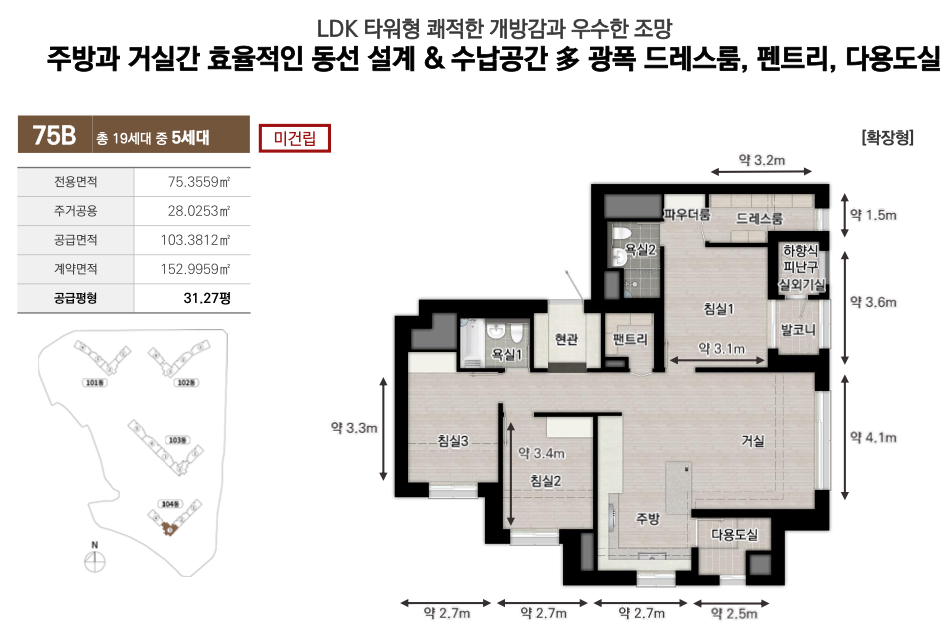 LDK 타워형 쾌적한 개방감과 우수한 조망
주방과 거실간 효율적인 동선 설계 & 수납공간 多 광폭 드레스룸, 펜트리, 다용도실
75B 총 19세대 중 5세대
미건립
[확장형]
전용면적 75.3559㎡
주거공용 28.0253㎡
공급면적 103.3812㎡
계약면적 152.9959㎡
공급평형 31.27평
101동
102동
103동
104동
N
약 3.2m
약 1.5m
파우더룸
드레스룸
욕실2
하향식
피난구
실외기실
약 3.6m
침실1
발코니
약 3.1m
현관
팬트리
욕실1
약 3.3m
침실3
약 3.4m
침실2
거실
약 4.1m
주방
다용도실
약 2.7m
약 2.7m
약 2.7m
약 2.5m